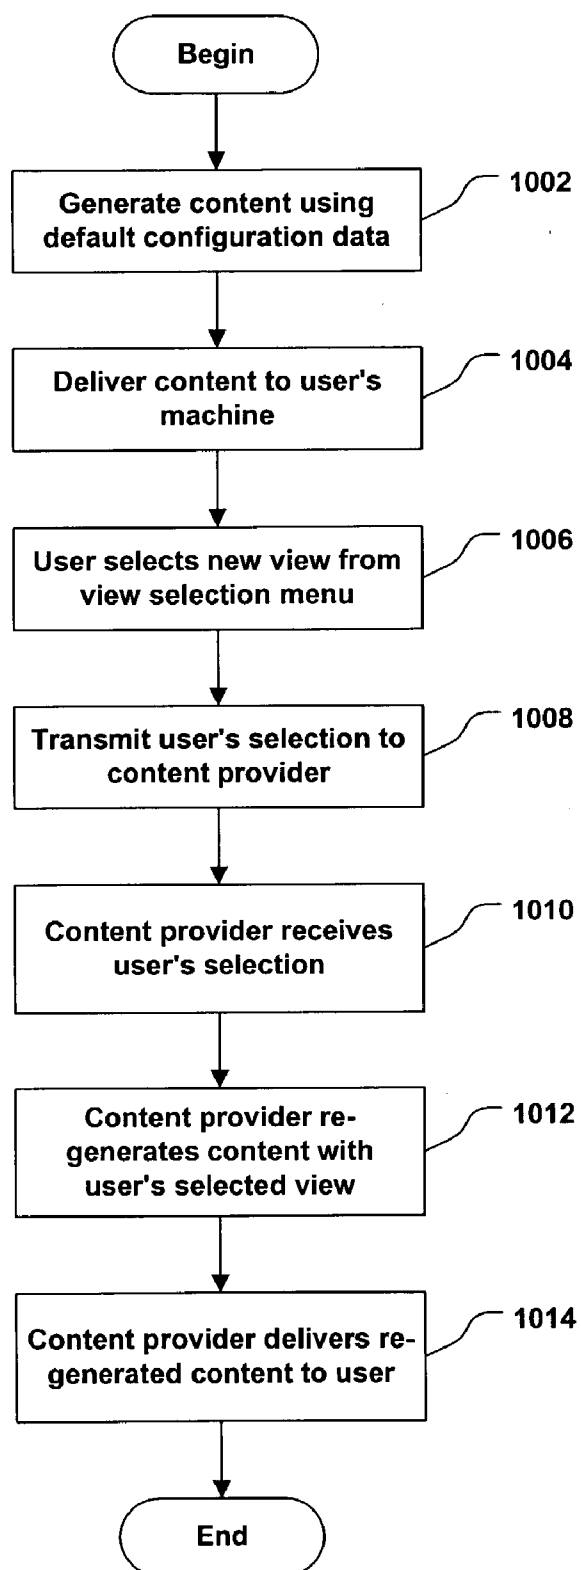 Begin
Generate content using
default configuration data
1002
Deliver content to user's
machine
1004
User selects new view from
view selection menu
1006
Transmit user's selection to
content provider
1008
Content provider receives
user's selection
1010
Content provider re-
generates content with
user's selected view
1012
Content provider delivers re-
generated content to user
1014
End